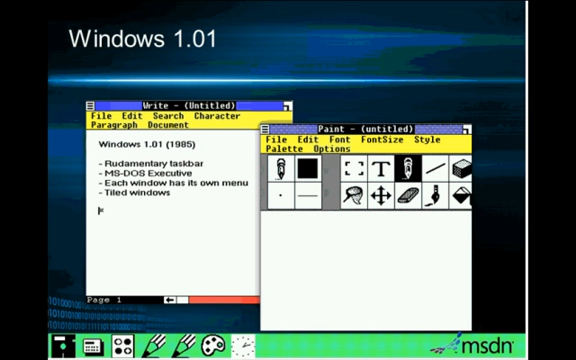 Windows 1.01
Write - (Untitled)
File Edit Search Character
Paragraph Document
Windows 1.01 (1985)
- Rudamentary taskbar
- MS-DOS Executive
- Each window has its own menu
- Tiled windows
Page 1
Paint - (untitled)
File Edit Font FontSize Style
Palette Options
T
msdn